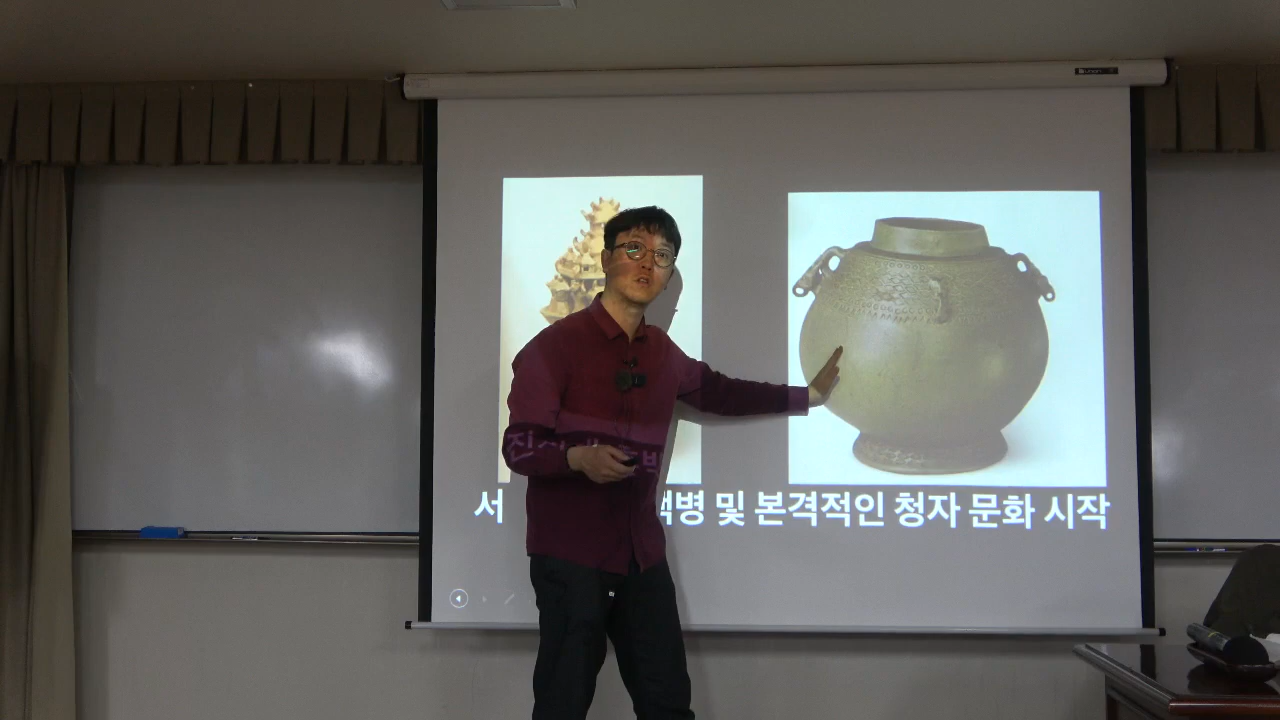 서 병 및 본격적인 청자 문화 시작